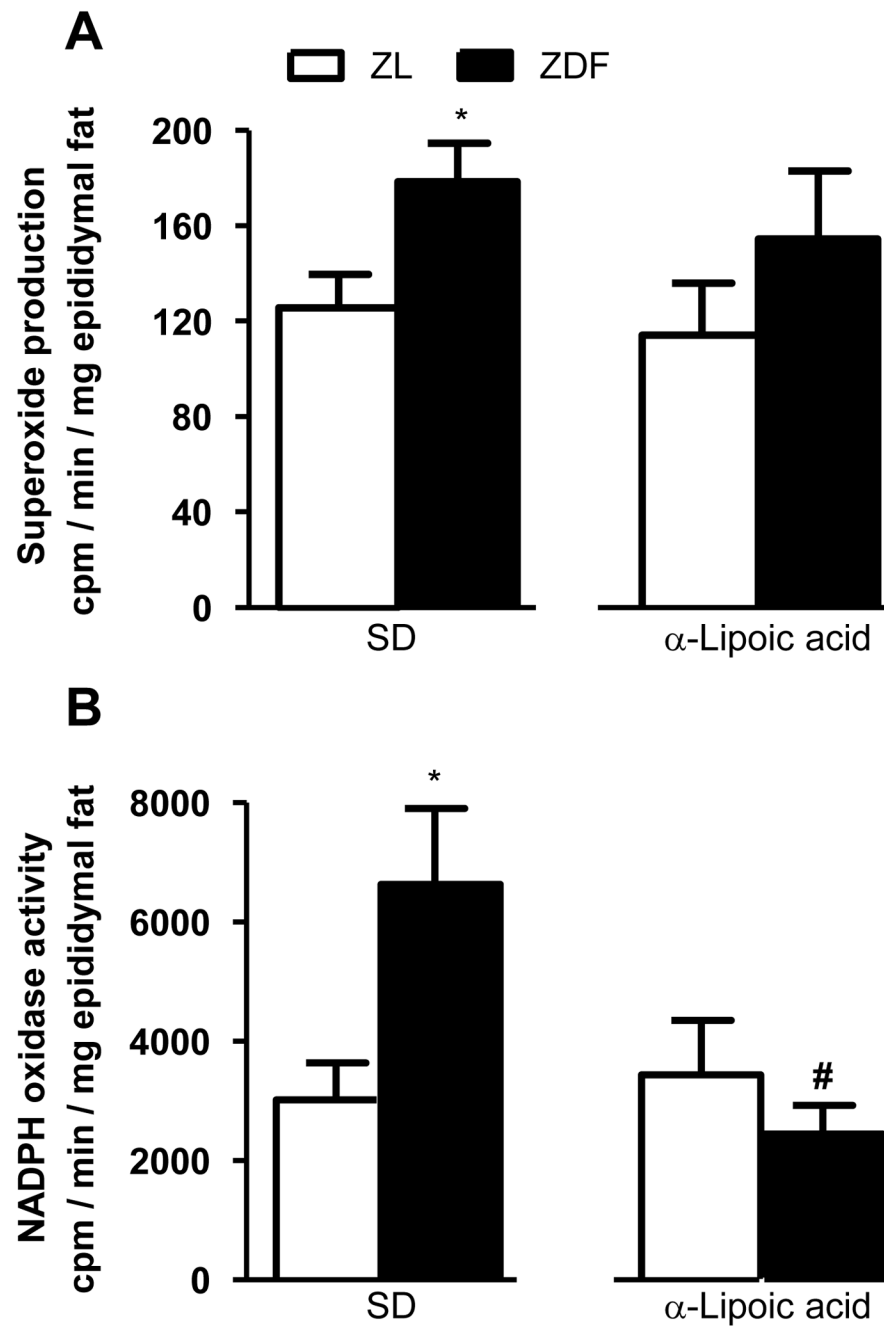 A
ZL ZDF
Superoxide production
cpm / min / mg epididymal fat
200
160
120
80
40
0
*
SD
α-Lipoic acid
B
NADPH oxidase activity
cpm / min / mg epididymal fat
8000
6000
4000
2000
0
*
#
SD
α-Lipoic acid